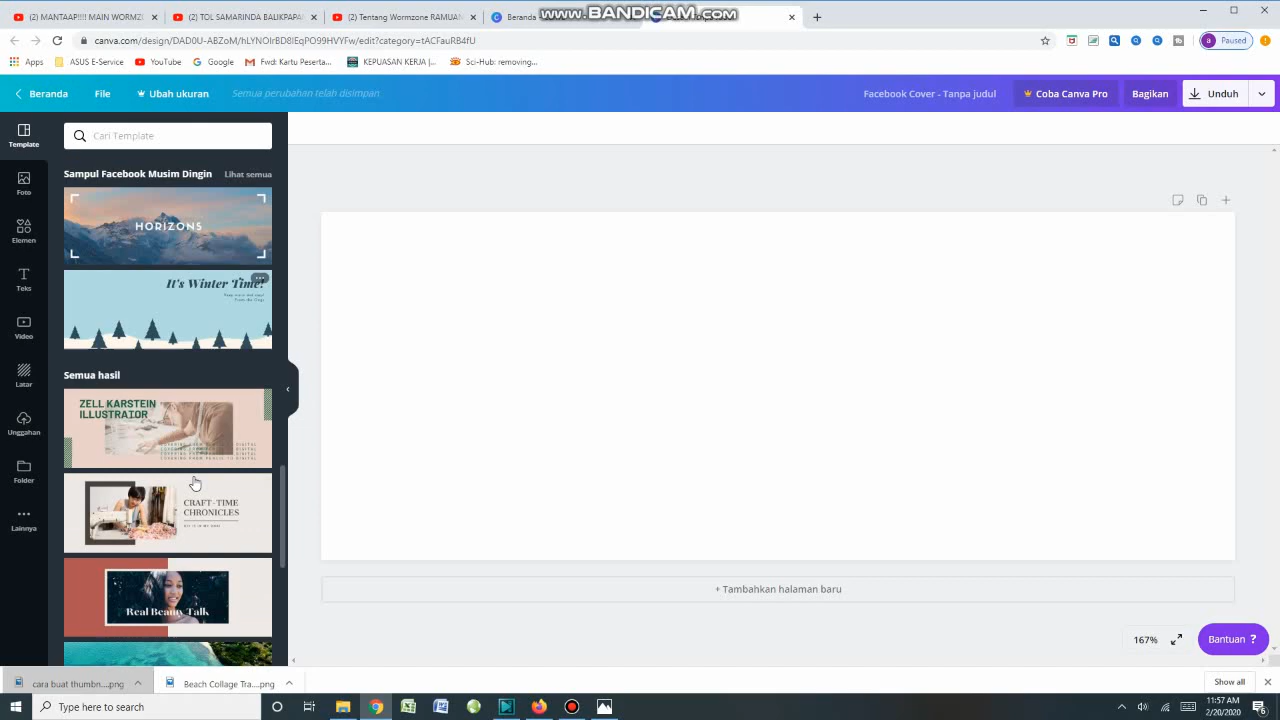 www.BANDICAM.com
(2) MANTAAP!!!! MAIN WORMZ
(2) TOL SAMARINDA BALIKPAPA
(2) Tentang Wormzone RAMUAN
Beranda
canva.com/design/DAD0U-ABZoM/hLYNOlrBD8lEqPO99HVYFw/edit?category=tACFauRB4fU
a Paused
Apps
ASUS E-Service
YouTube
Google
Fwd: Kartu Peserta...
KEPUASAN KERJA |...
Sci-Hub: removing...
Beranda
File
Ubah ukuran
Semua perubahan telah disimpan
Facebook Cover - Tanpa judul
Coba Canva Pro
Bagikan
Unduh
Template
Foto
Elemen
Teks
Video
Latar
Unggahan
Folder
Lainnya
Cari Template
Sampul Facebook Musim Dingin
Lihat semua
HORIZONS
It's Winter Time!
Semua hasil
ZELL KARSTEIN
ILLUSTRATOR
CRAFT-TIME
CHRONICLES
Real Beauty Talk
+ Tambahkan halaman baru
167%
Bantuan ?
cara buat thumbn....png
Beach Collage Tra....png
Show all
Type here to search
11:57 AM
2/20/2020
6